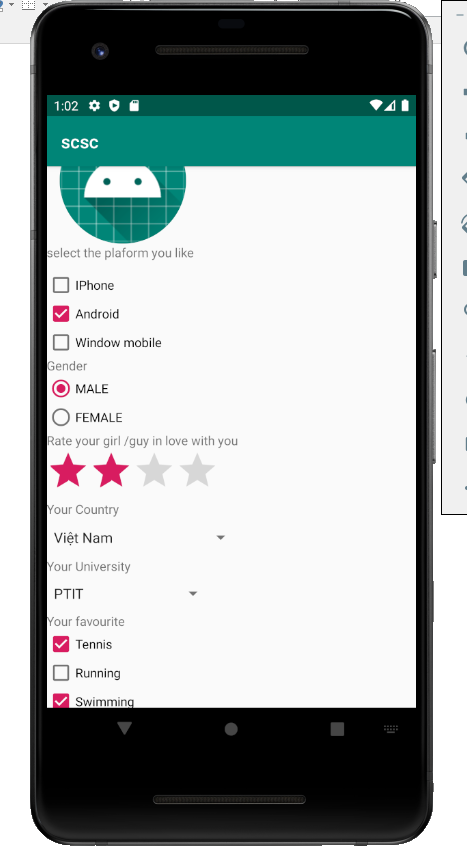 1:02
scsc
select the plaform you like
IPhone
Android
Window mobile
Gender
MALE
FEMALE
Rate your girl /guy in love with you
Your Country
Việt Nam
Your University
PTIT
Your favourite
Tennis
Running
Swimming